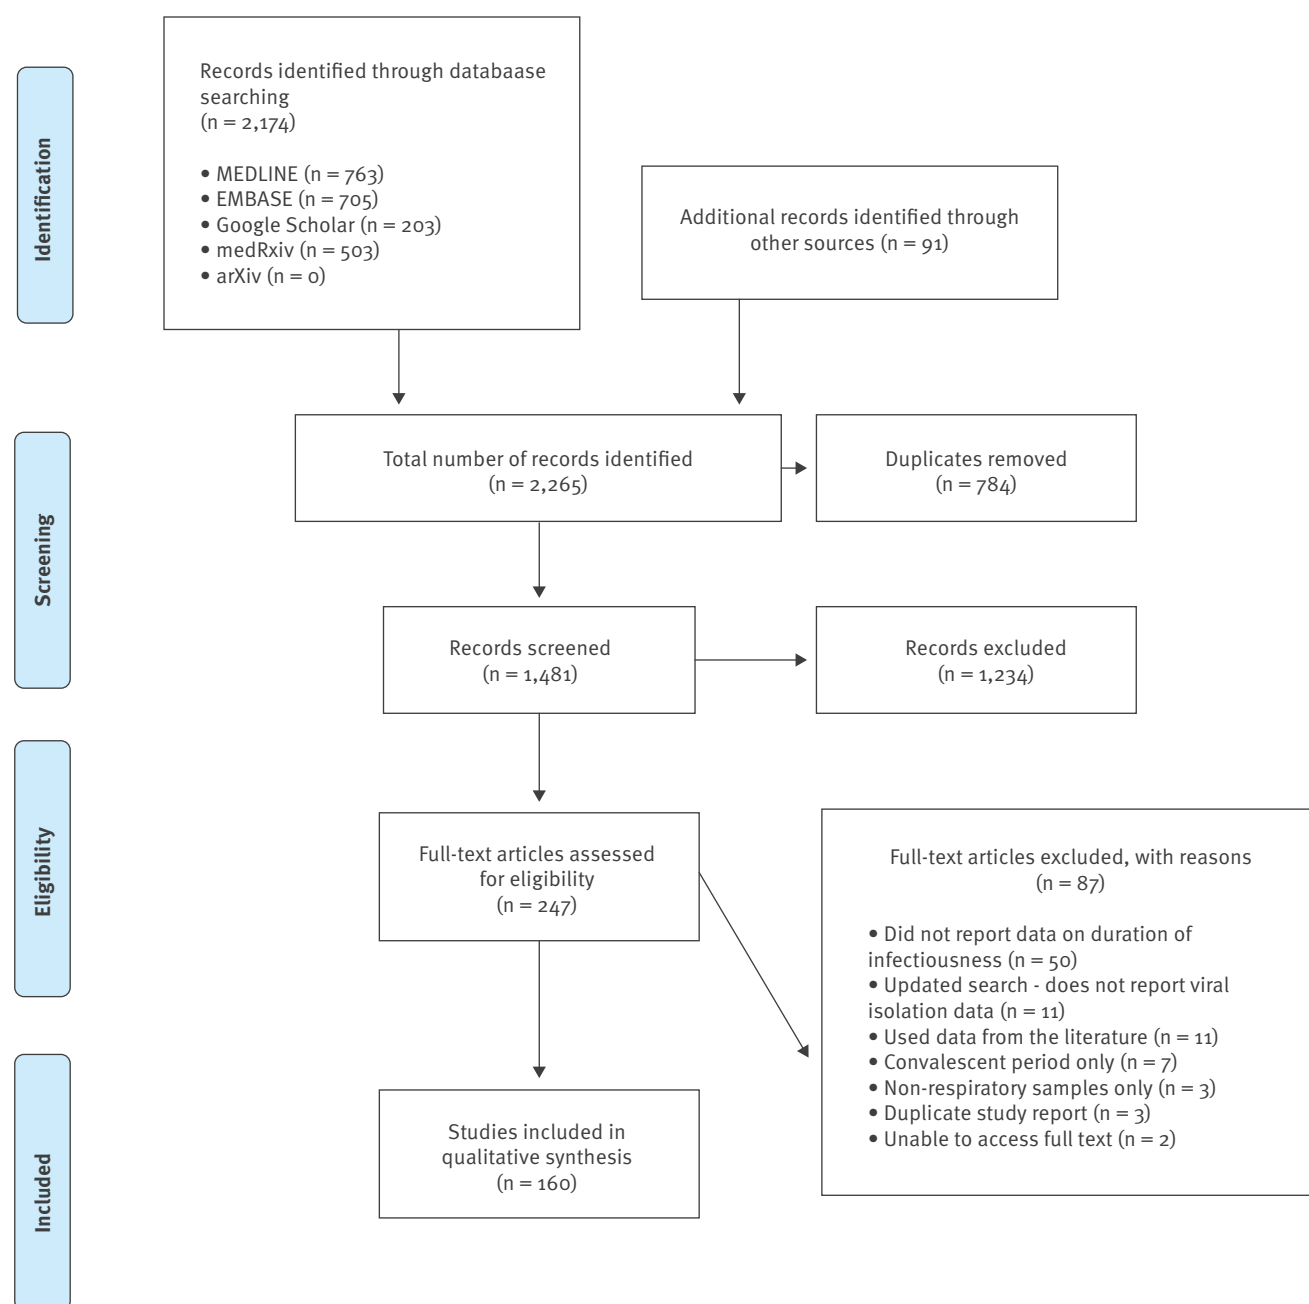 Identification
Records identified through databaase
searching
(n = 2,174)
• MEDLINE (n = 763)
• EMBASE (n = 705)
• Google Scholar (n = 203)
• medRxiv (n = 503)
• arXiv (n = 0)
Additional records identified through
other sources (n = 91)
Screening
Total number of records identified
(n = 2,265)
Duplicates removed
(n = 784)
Records screened
(n = 1,481)
Records excluded
(n = 1,234)
Eligibility
Full-text articles assessed
for eligibility
(n = 247)
Full-text articles excluded, with reasons
(n = 87)
• Did not report data on duration of
infectiousness (n = 50)
• Updated search - does not report viral
isolation data (n = 11)
• Used data from the literature (n = 11)
• Convalescent period only (n = 7)
• Non-respiratory samples only (n = 3)
• Duplicate study report (n = 3)
• Unable to access full text (n = 2)
Included
Studies included in
qualitative synthesis
(n = 160)